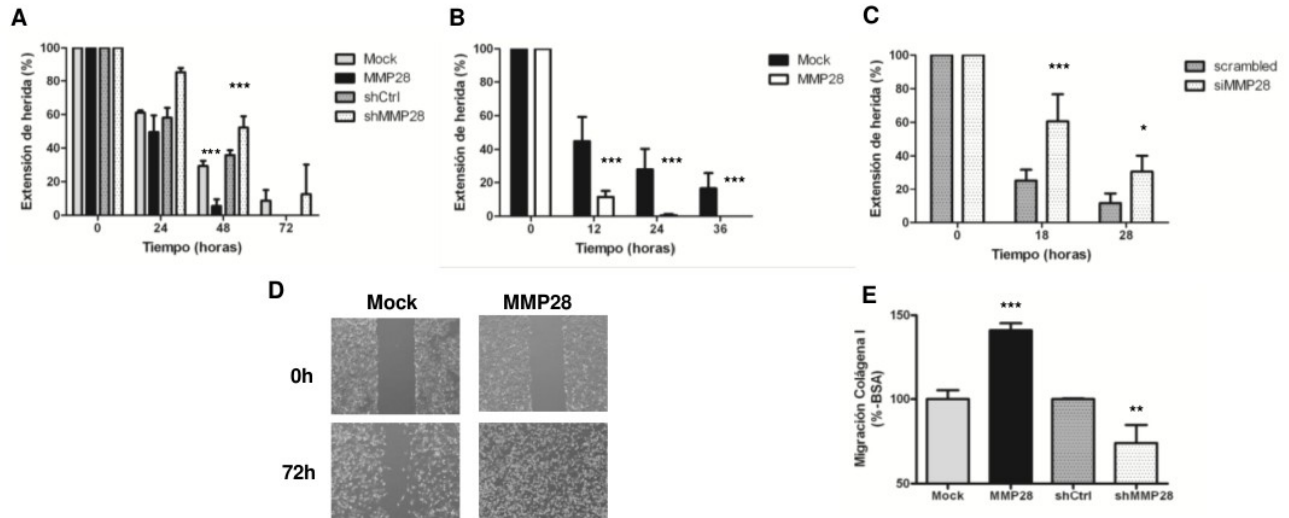 A
Extensión de herida (%)
100
80
60
40
20
0
***
***
0 24 48 72
Tiempo (horas)
Mock
MMP28
shCtrl
shMMP28
B
Extensión de herida (%)
100
80
60
40
20
0
*** *** ***
0 12 24 36
Tiempo (horas)
Mock
MMP28
C
Extensión de herida (%)
100
80
60
40
20
0
***
*
0 18 28
Tiempo (horas)
scrambled
siMMP28
D
Mock MMP28
0h
72h
E
Migración Colágena I
(%-BSA)
150
100
50
***
**
Mock MMP28 shCtrl shMMP28